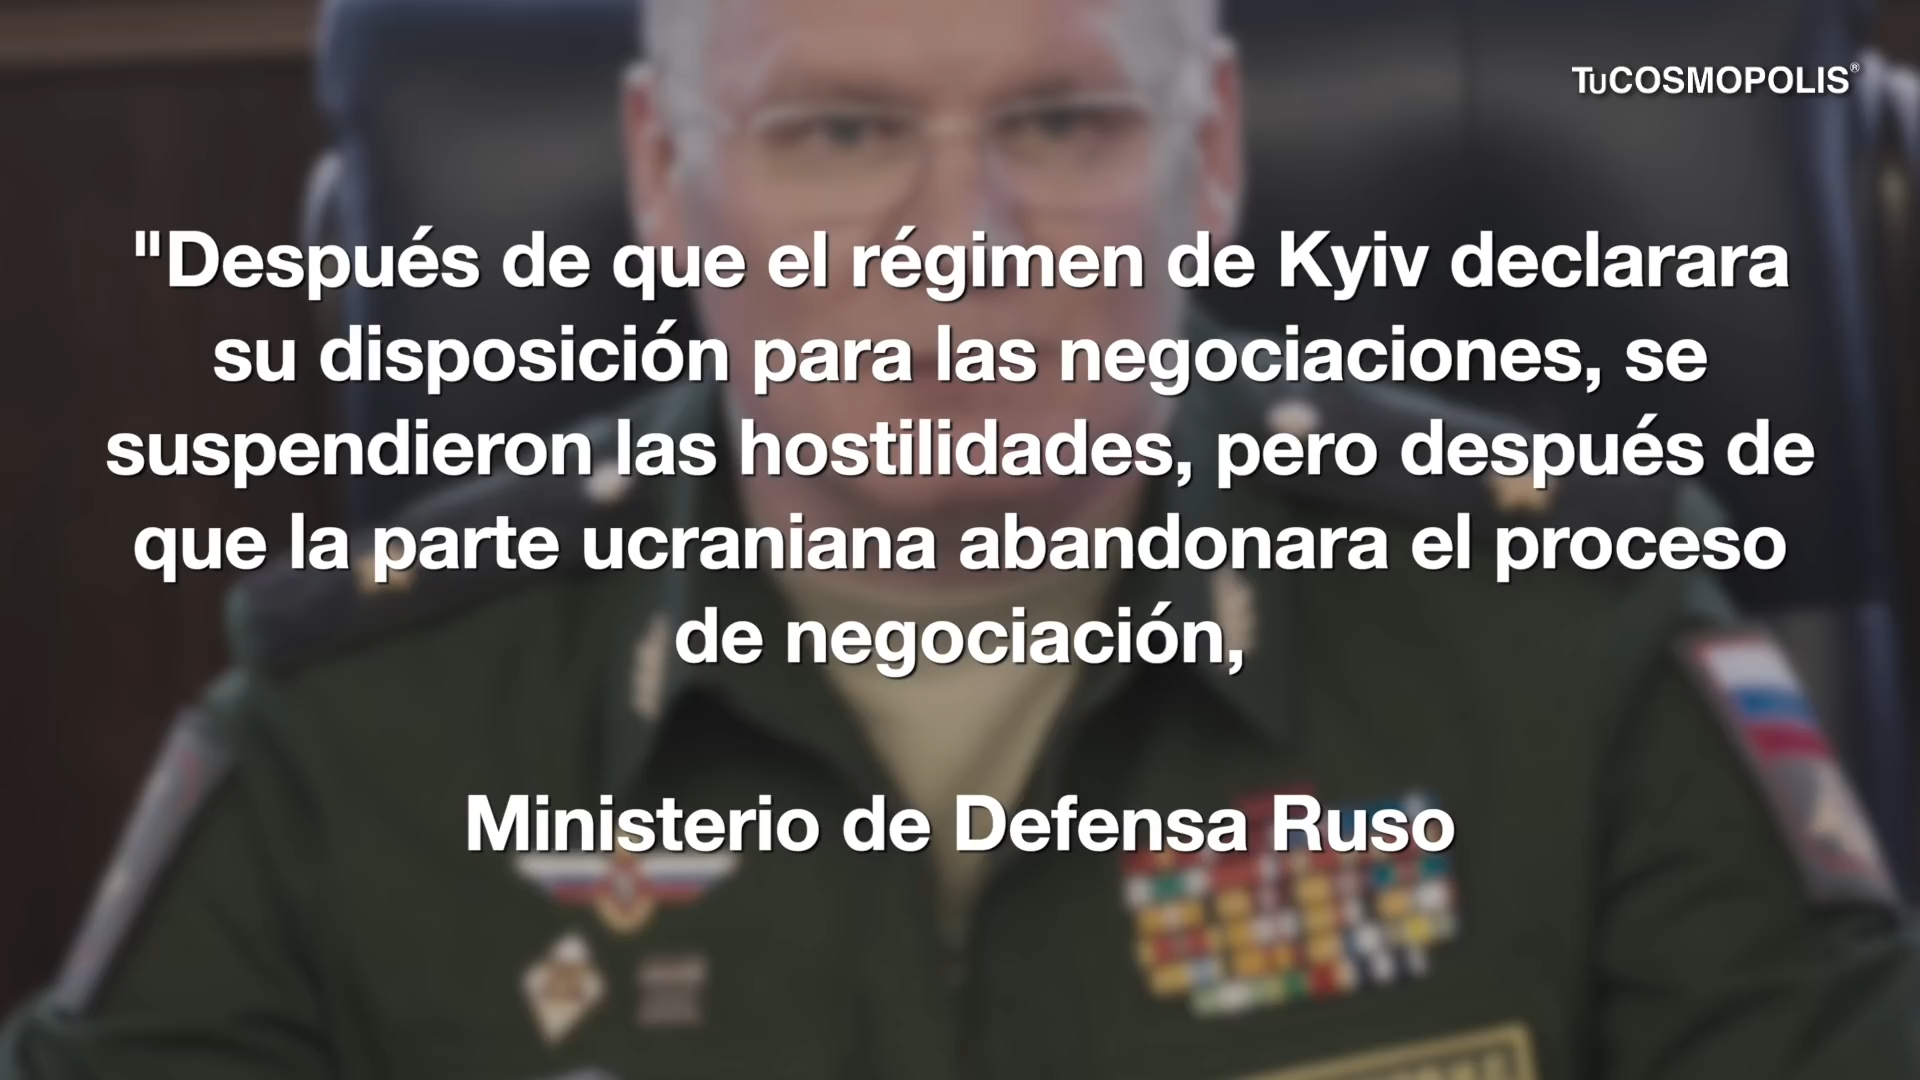 TuCOSMOPOLIS®
"Después de que el régimen de Kyiv declarara
su disposición para las negociaciones, se
suspendieron las hostilidades, pero después de
que la parte ucraniana abandonara el proceso
de negociación,
Ministerio de Defensa Ruso